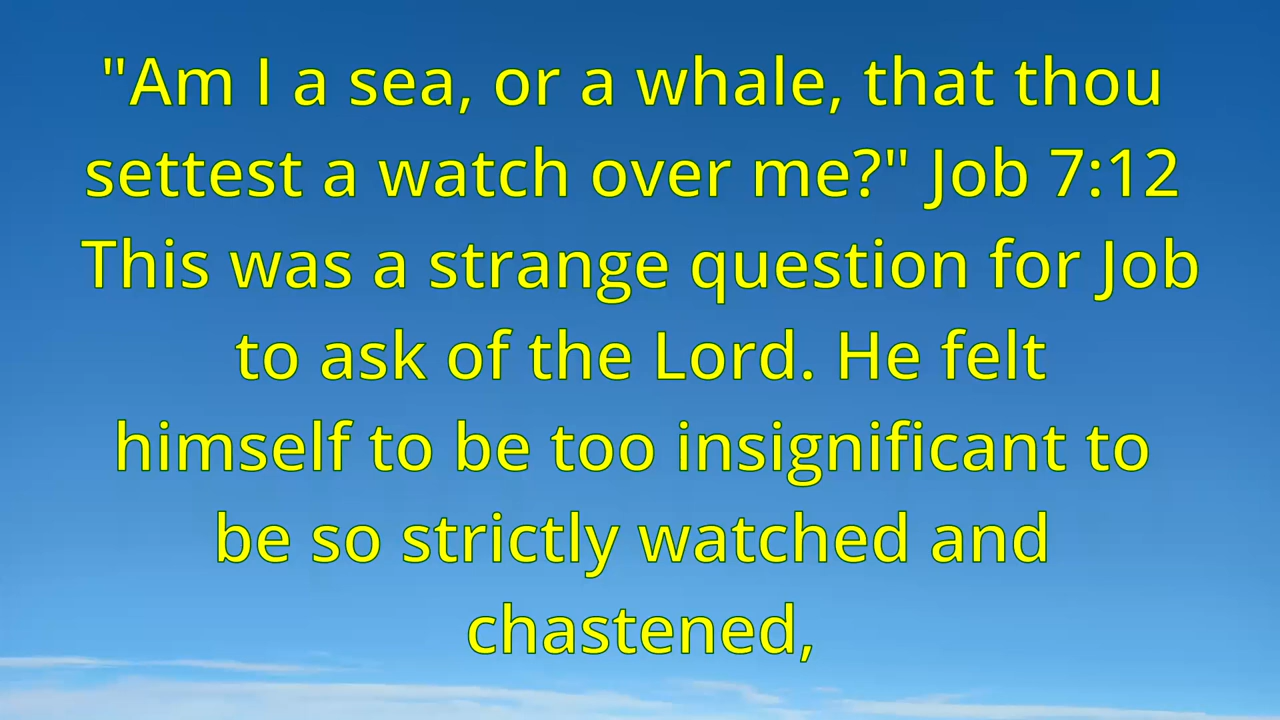 "Am I a sea, or a whale, that thou
settest a watch over me?" Job 7:12
This was a strange question for Job
to ask of the Lord. He felt
himself to be too insignificant to
be so strictly watched and
chastened,